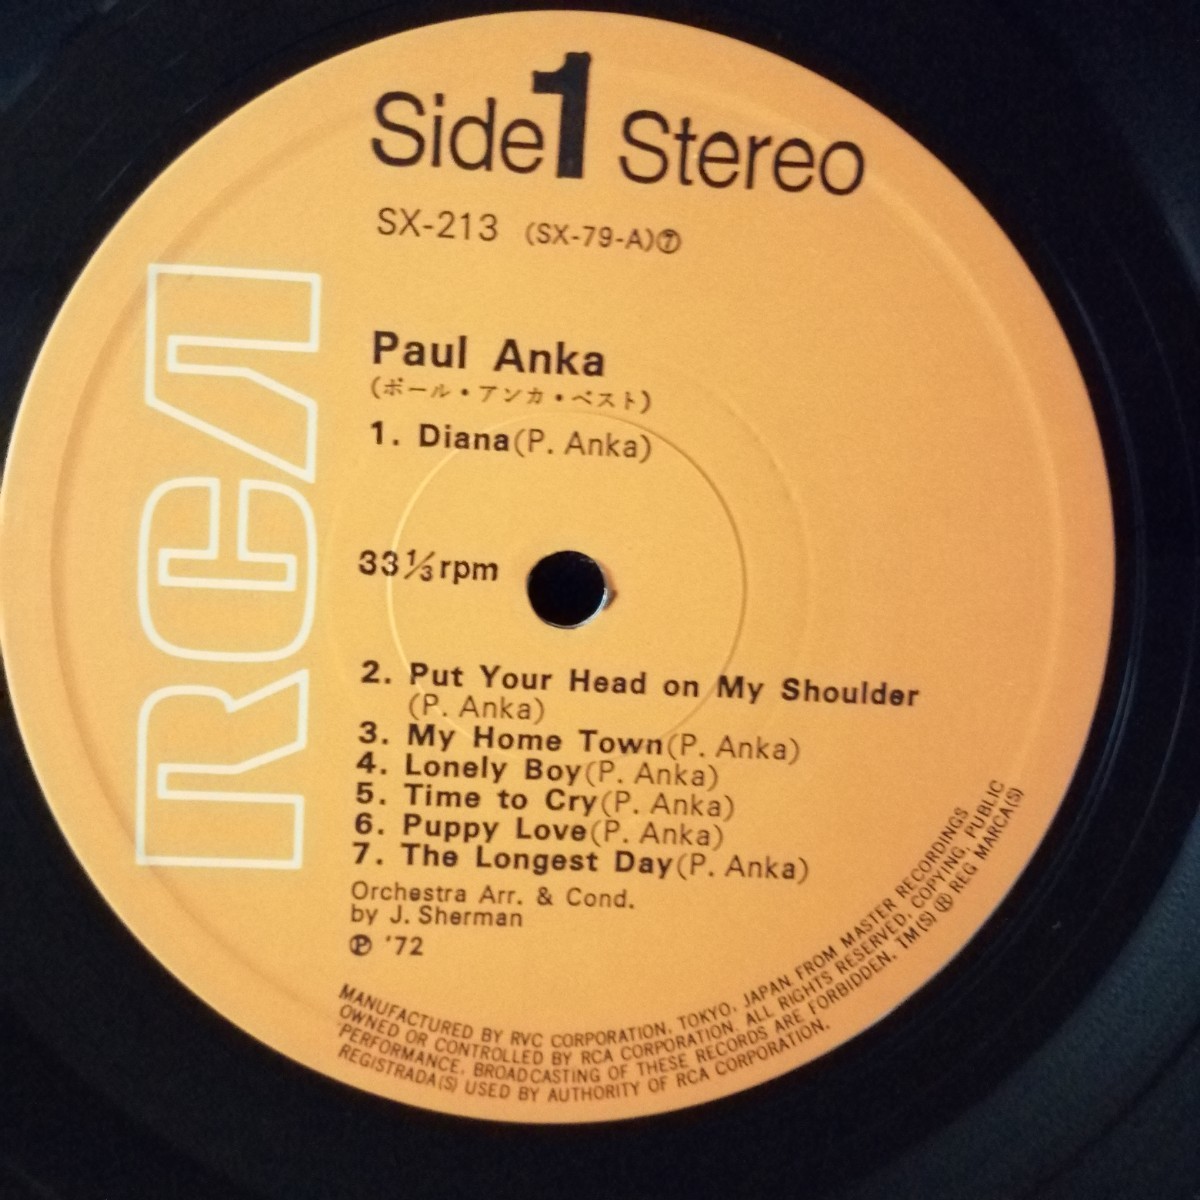 Side 1 Stereo
SX-213 (SX-79-A)⑦
RCA
Paul Anka
(ポール・アンカ・ベスト)
1. Diana(P. Anka)
33⅓rpm
2. Put Your Head on My Shoulder
(P. Anka)
3. My Home Town(P. Anka)
4. Lonely Boy(P. Anka)
5. Time to Cry(P. Anka)
6. Puppy Love(P. Anka)
7. The Longest Day(P. Anka)
Orchestra Arr. & Cond.
by J. Sherman
Ⓟ '72
MANUFACTURED BY RVC CORPORATION, TOKYO, JAPAN, FROM MASTER RECORDINGS
OWNED OR CONTROLLED BY RCA CORPORATION. ALL RIGHTS RESERVED, COPYING, PUBLIC
PERFORMANCE, BROADCASTING OF THESE RECORDS ARE FORBIDDEN. TM(S) ® REG MARCA(S)
REGISTRADA(S) USED BY AUTHORITY OF RCA CORPORATION.